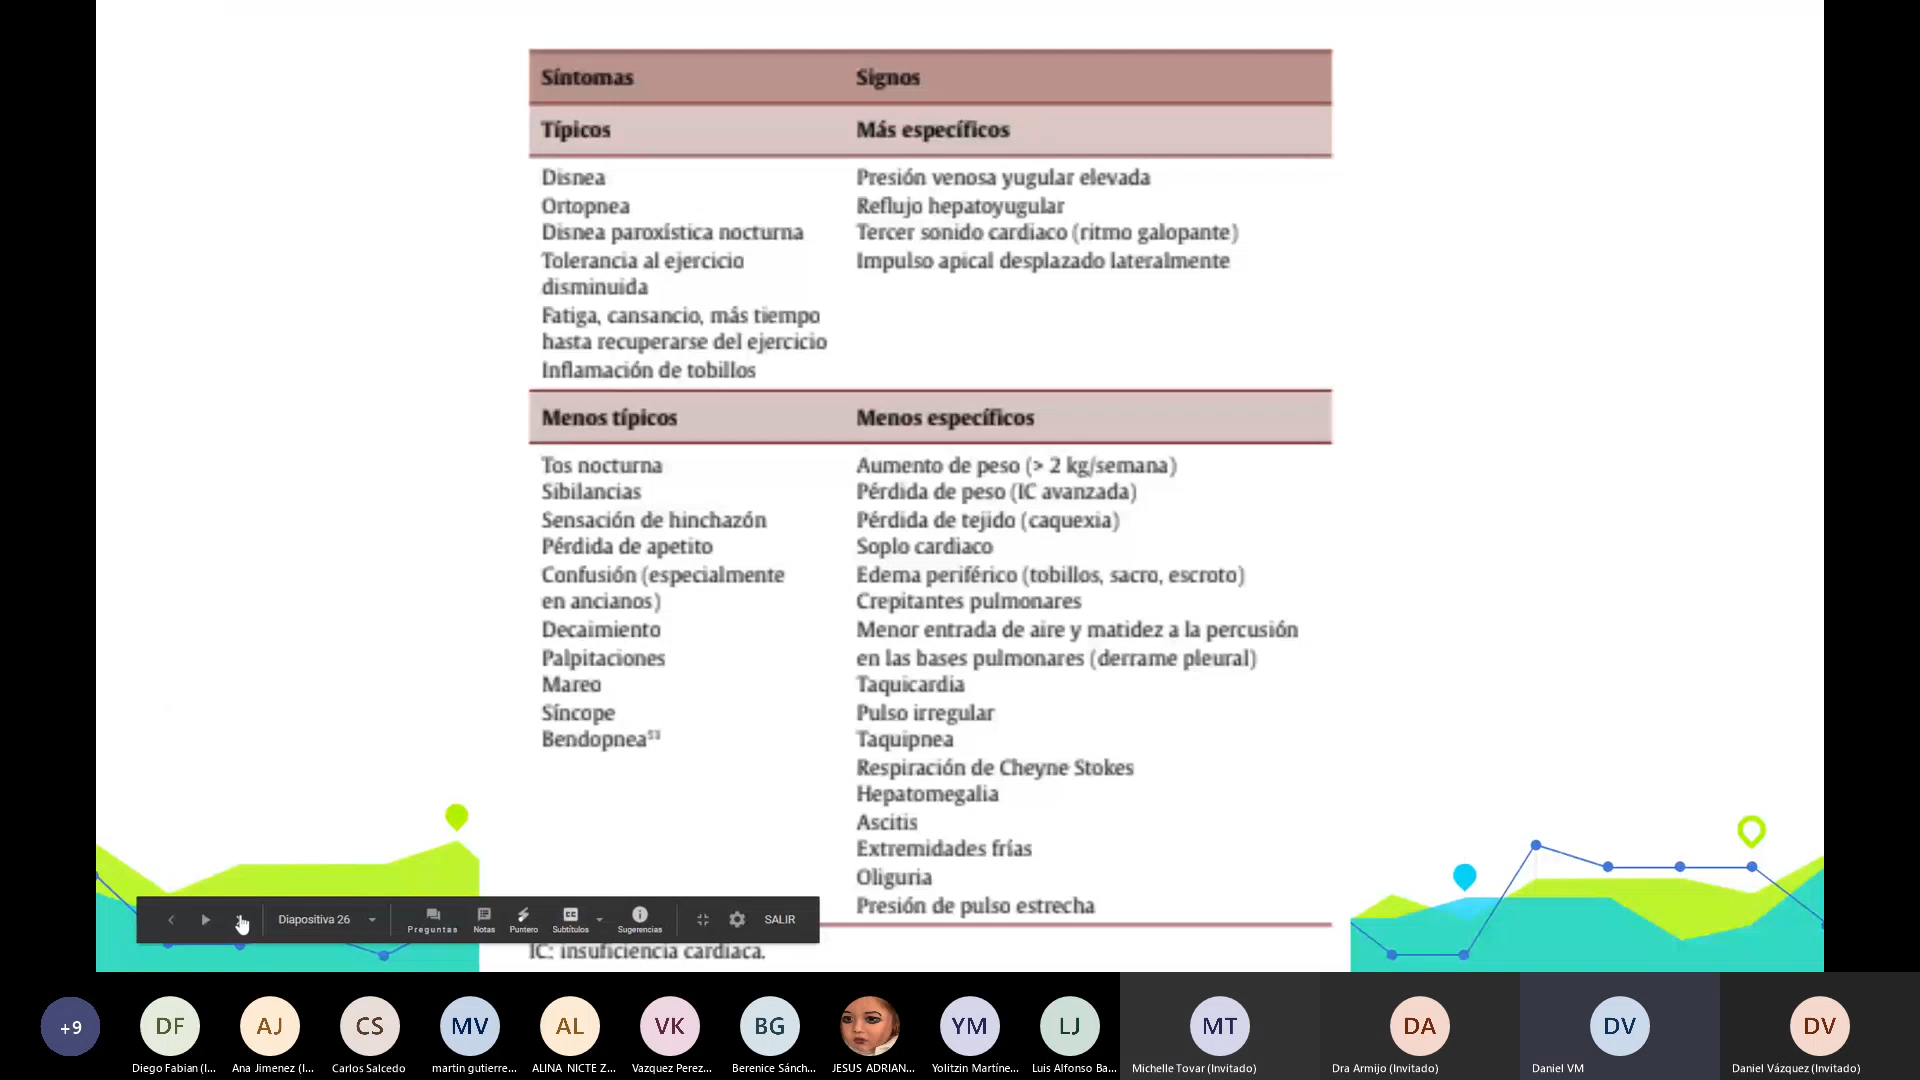 Síntomas Signos
Típicos Más específicos
Disnea Presión venosa yugular elevada
Ortopnea Reflujo hepatoyugular
Disnea paroxística nocturna Tercer sonido cardiaco (ritmo galopante)
Tolerancia al ejercicio Impulso apical desplazado lateralmente
disminuida
Fatiga, cansancio, más tiempo
hasta recuperarse del ejercicio
Inflamación de tobillos
Menos típicos Menos específicos
Tos nocturna Aumento de peso (> 2 kg/semana)
Sibilancias Pérdida de peso (IC avanzada)
Sensación de hinchazón Pérdida de tejido (caquexia)
Pérdida de apetito Soplo cardiaco
Confusión (especialmente Edema periférico (tobillos, sacro, escroto)
en ancianos) Crepitantes pulmonares
Decaimiento Menor entrada de aire y matidez a la percusión
Palpitaciones en las bases pulmonares (derrame pleural)
Mareo Taquicardia
Síncope Pulso irregular
Bendopnea⁵³ Taquipnea
Respiración de Cheyne Stokes
Hepatomegalia
Ascitis
Extremidades frías
Oliguria
Presión de pulso estrecha
Diapositiva 26 Preguntas Notas Puntero Subtítulos Sugerencias SALIR
IC: insuficiencia cardiaca.
+9 DF AJ CS MV AL VK BG YM LJ MT DA DV DV
Diego Fabian (I... Ana Jimenez (I... Carlos Salcedo martin gutierre... ALINA NICTE Z... Vazquez Perez... Berenice Sánch... JESUS ADRIAN... Yolitzin Martíne... Luis Alfonso Ba... Michelle Tovar (Invitado) Dra Armijo (Invitado) Daniel VM Daniel Vázquez (Invitado)